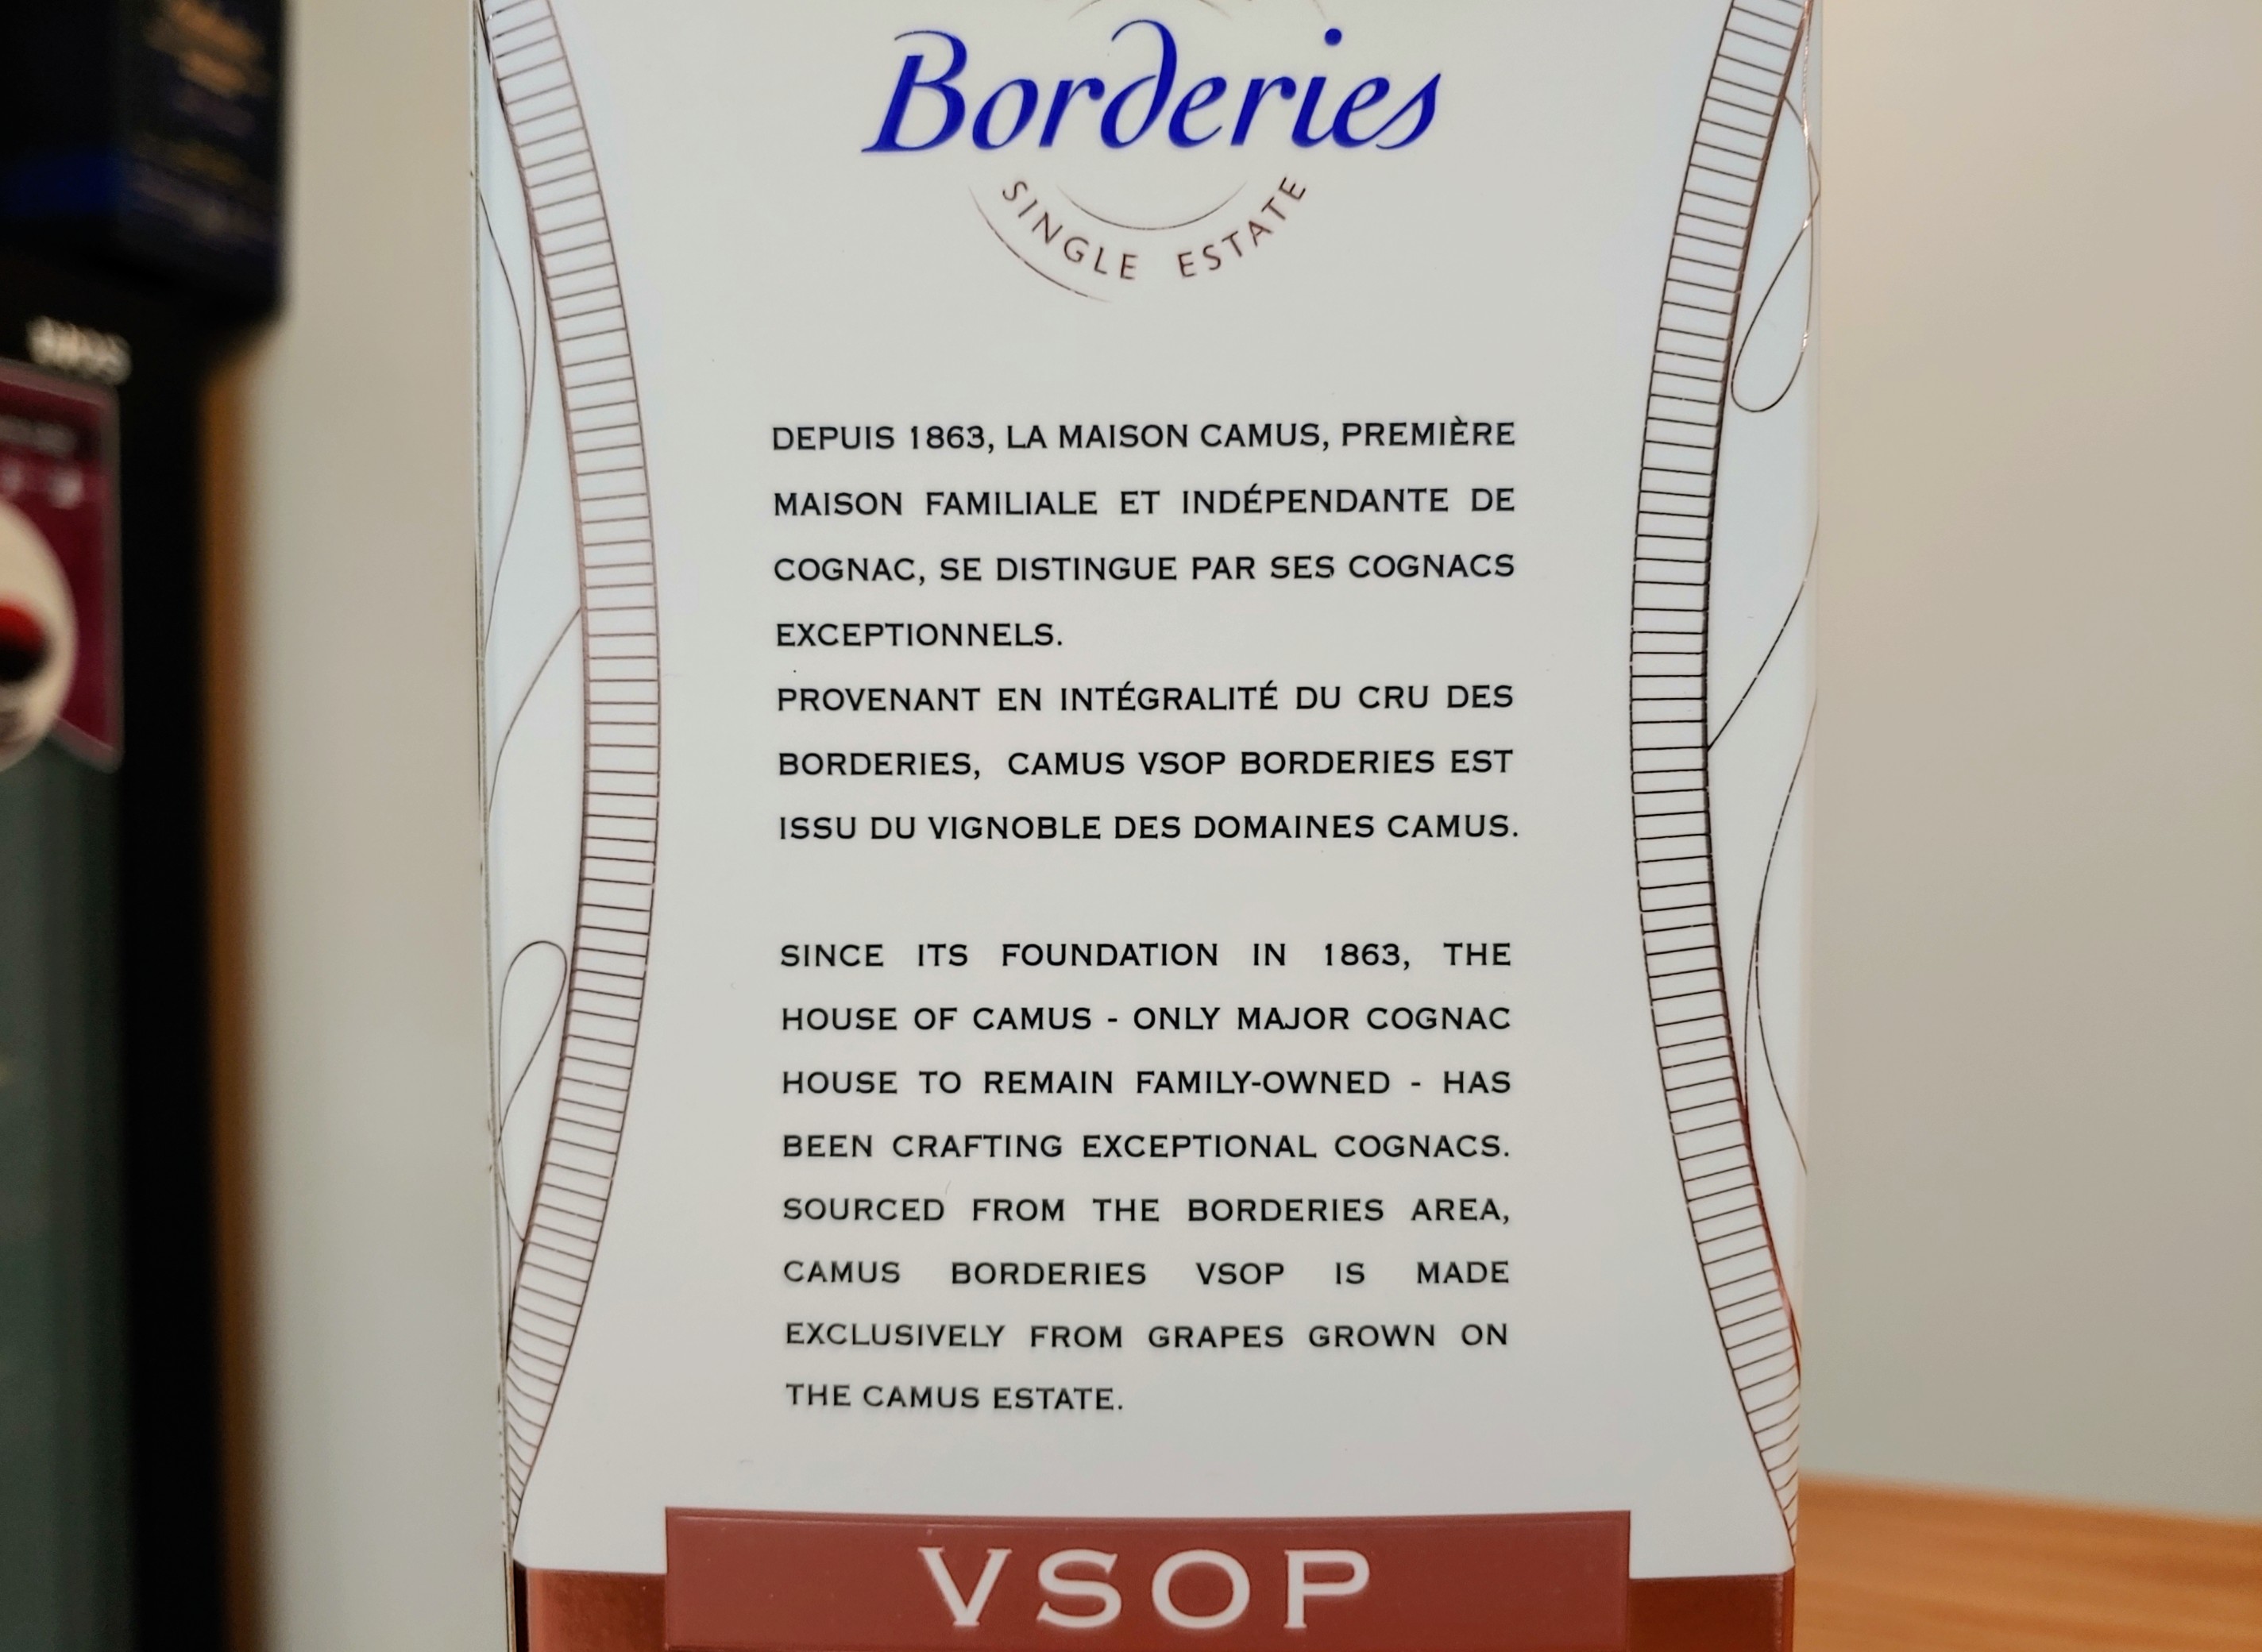 Borderies
SINGLE ESTATE
DEPUIS 1863, LA MAISON CAMUS, PREMIÈRE
MAISON FAMILIALE ET INDÉPENDANTE DE
COGNAC, SE DISTINGUE PAR SES COGNACS
EXCEPTIONNELS.
PROVENANT EN INTÉGRALITÉ DU CRU DES
BORDERIES, CAMUS VSOP BORDERIES EST
ISSU DU VIGNOBLE DES DOMAINES CAMUS.
SINCE ITS FOUNDATION IN 1863, THE
HOUSE OF CAMUS - ONLY MAJOR COGNAC
HOUSE TO REMAIN FAMILY-OWNED - HAS
BEEN CRAFTING EXCEPTIONAL COGNACS.
SOURCED FROM THE BORDERIES AREA,
CAMUS BORDERIES VSOP IS MADE
EXCLUSIVELY FROM GRAPES GROWN ON
THE CAMUS ESTATE.
VSOP